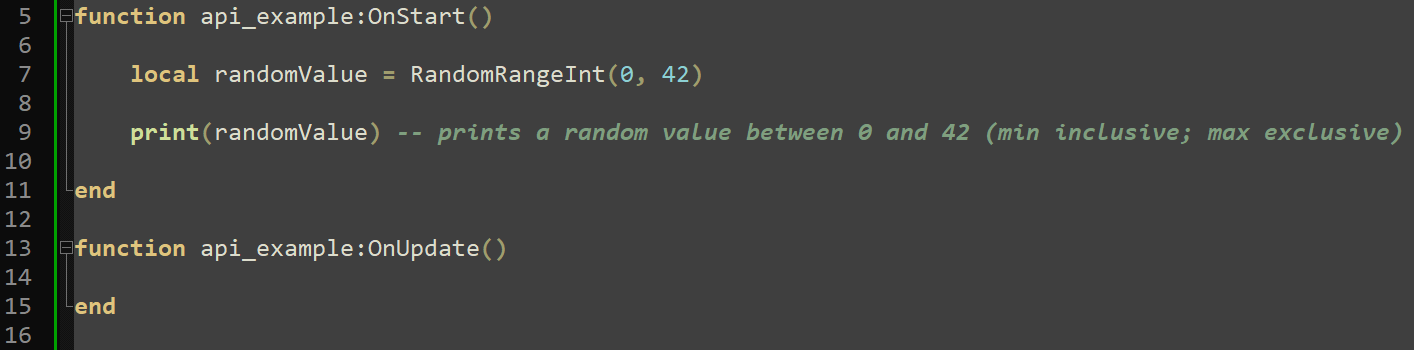 5 function api_example:OnStart()
6
7 local randomValue = RandomRangeInt(0, 42)
8
9 print(randomValue) -- prints a random value between 0 and 42 (min inclusive; max exclusive)
10
11 end
12
13 function api_example:OnUpdate()
14
15 end
16